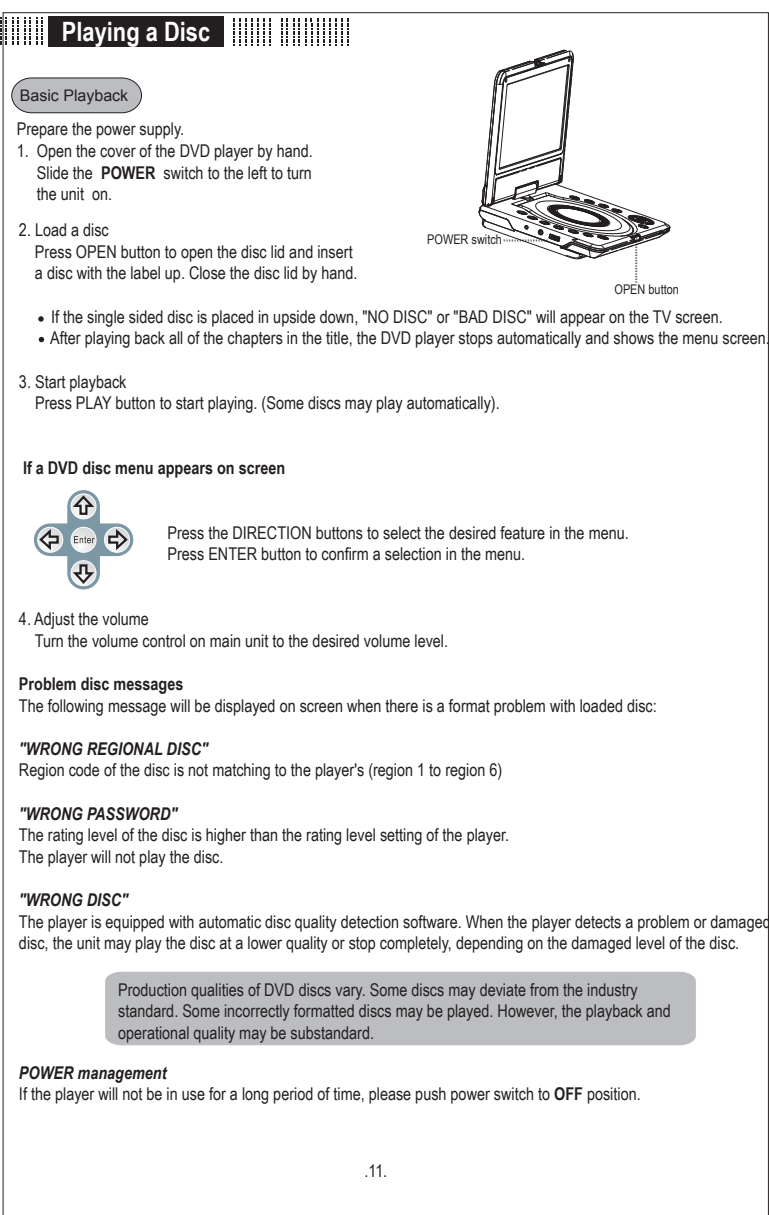 Playing a Disc
Basic Playback
Prepare the power supply.
1. Open the cover of the DVD player by hand.
Slide the POWER switch to the left to turn
the unit on.
2. Load a disc
Press OPEN button to open the disc lid and insert
a disc with the label up. Close the disc lid by hand.
POWER switch
OPEN button
• If the single sided disc is placed in upside down, "NO DISC" or "BAD DISC" will appear on the TV screen.
• After playing back all of the chapters in the title, the DVD player stops automatically and shows the menu screen.
3. Start playback
Press PLAY button to start playing. (Some discs may play automatically).
If a DVD disc menu appears on screen
Enter
Press the DIRECTION buttons to select the desired feature in the menu.
Press ENTER button to confirm a selection in the menu.
4. Adjust the volume
Turn the volume control on main unit to the desired volume level.
Problem disc messages
The following message will be displayed on screen when there is a format problem with loaded disc:
"WRONG REGIONAL DISC"
Region code of the disc is not matching to the player's (region 1 to region 6)
"WRONG PASSWORD"
The rating level of the disc is higher than the rating level setting of the player.
The player will not play the disc.
"WRONG DISC"
The player is equipped with automatic disc quality detection software. When the player detects a problem or damaged
disc, the unit may play the disc at a lower quality or stop completely, depending on the damaged level of the disc.
Production qualities of DVD discs vary. Some discs may deviate from the industry
standard. Some incorrectly formatted discs may be played. However, the playback and
operational quality may be substandard.
POWER management
If the player will not be in use for a long period of time, please push power switch to OFF position.
.11.